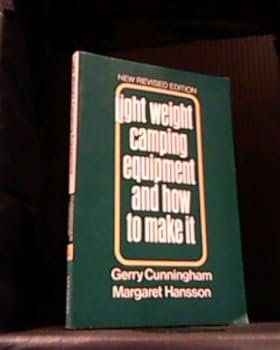 NEW REVISED EDITION
light weight
camping
equipment
and how
to make it
Gerry Cunningham
Margaret Hansson